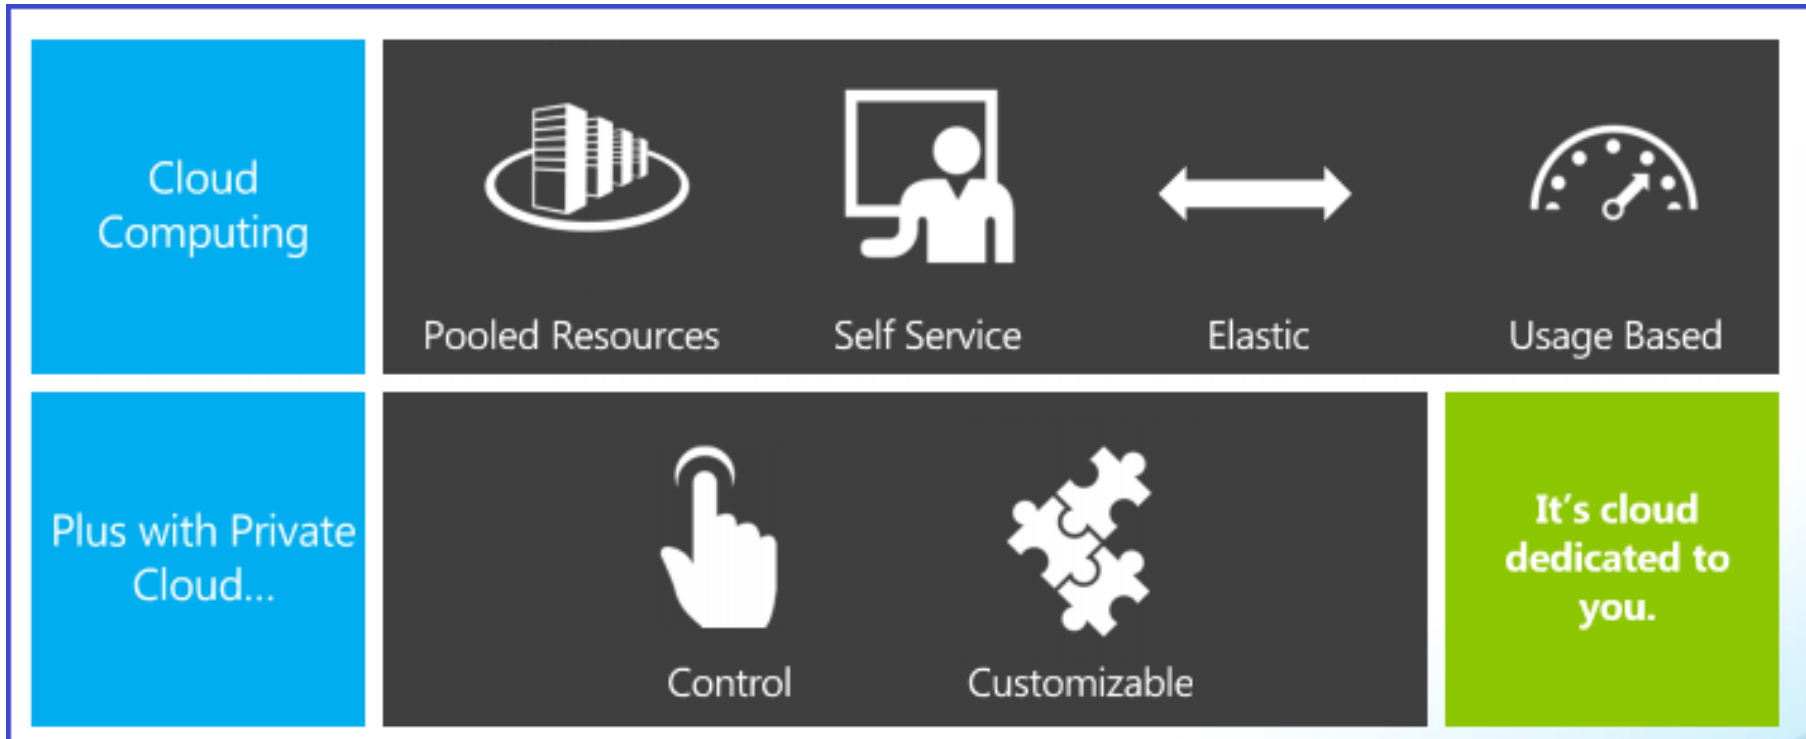 Cloud
Computing
Pooled Resources
Self Service
Elastic
Usage Based
Plus with Private
Cloud...
Control
Customizable
It's cloud
dedicated to
you.